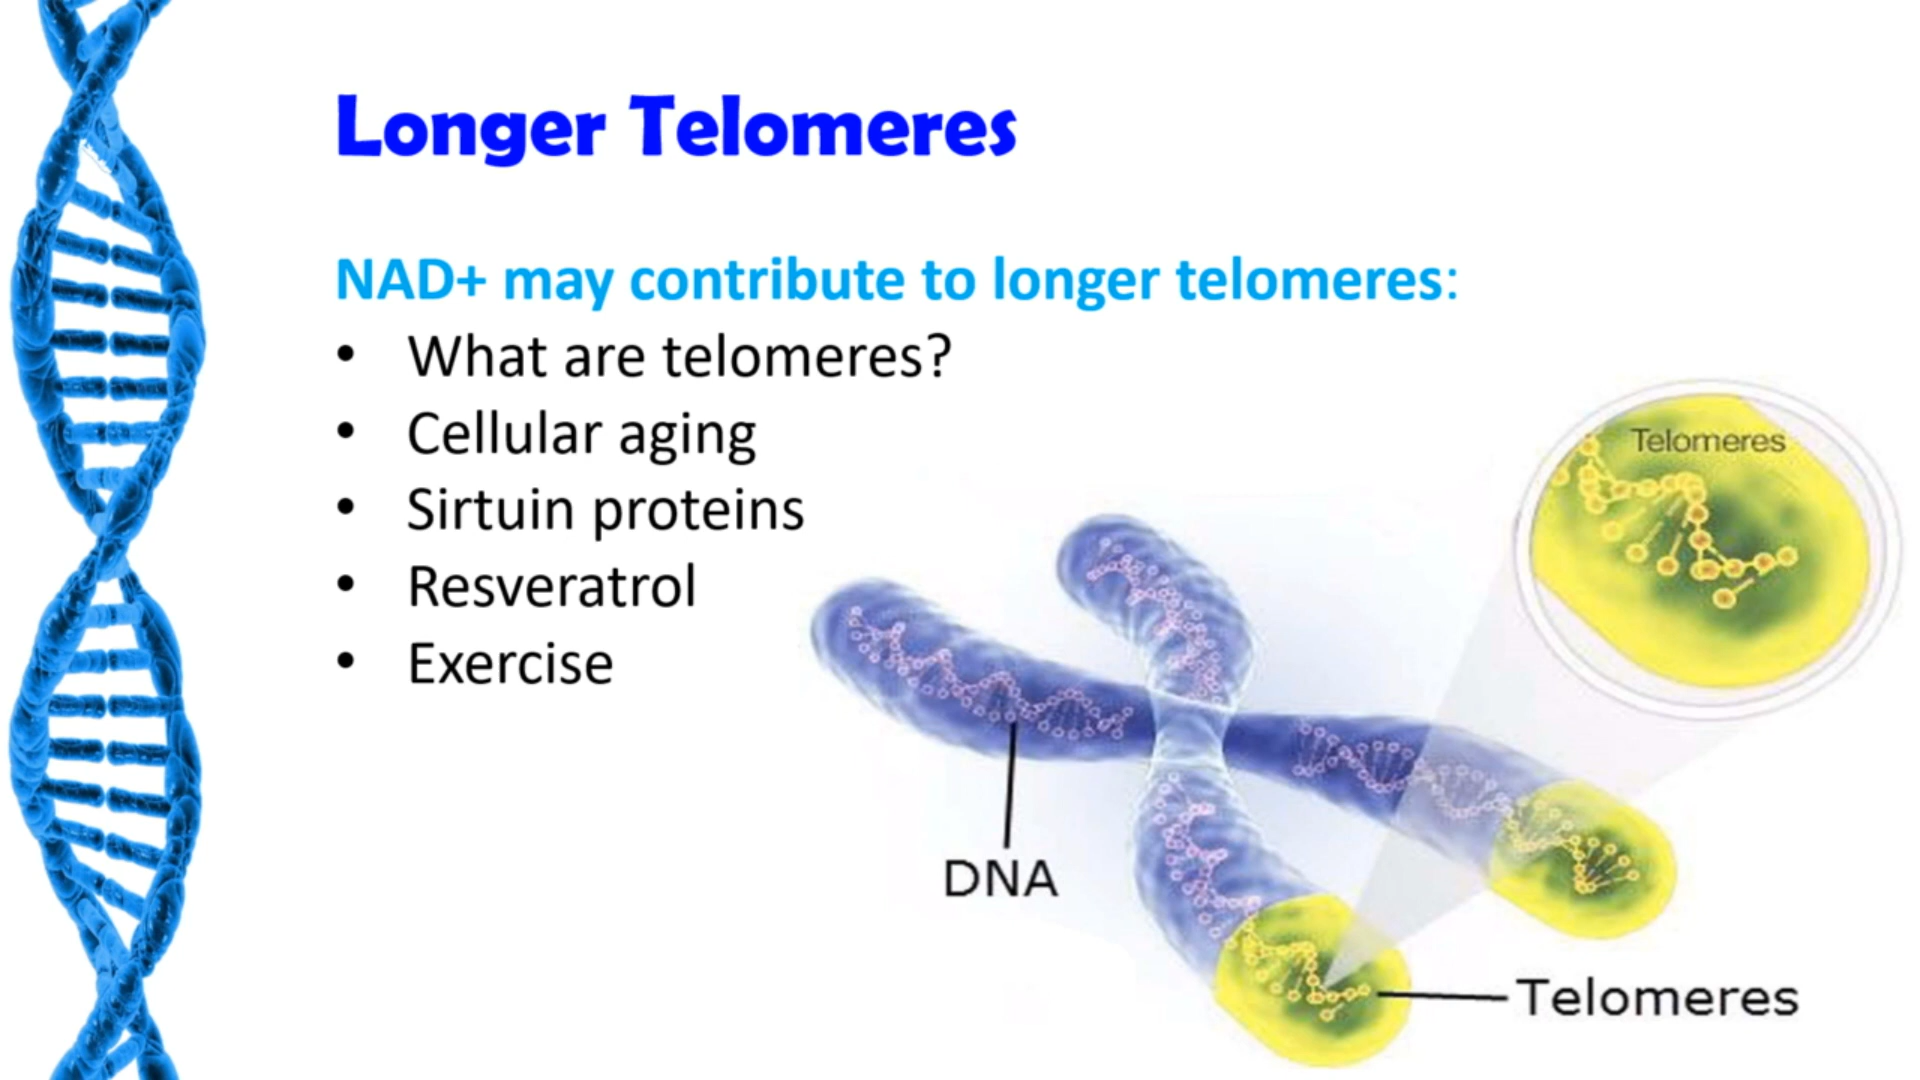 Longer Telomeres
NAD+ may contribute to longer telomeres:
• What are telomeres?
• Cellular aging
• Sirtuin proteins
• Resveratrol
• Exercise
Telomeres
DNA
Telomeres